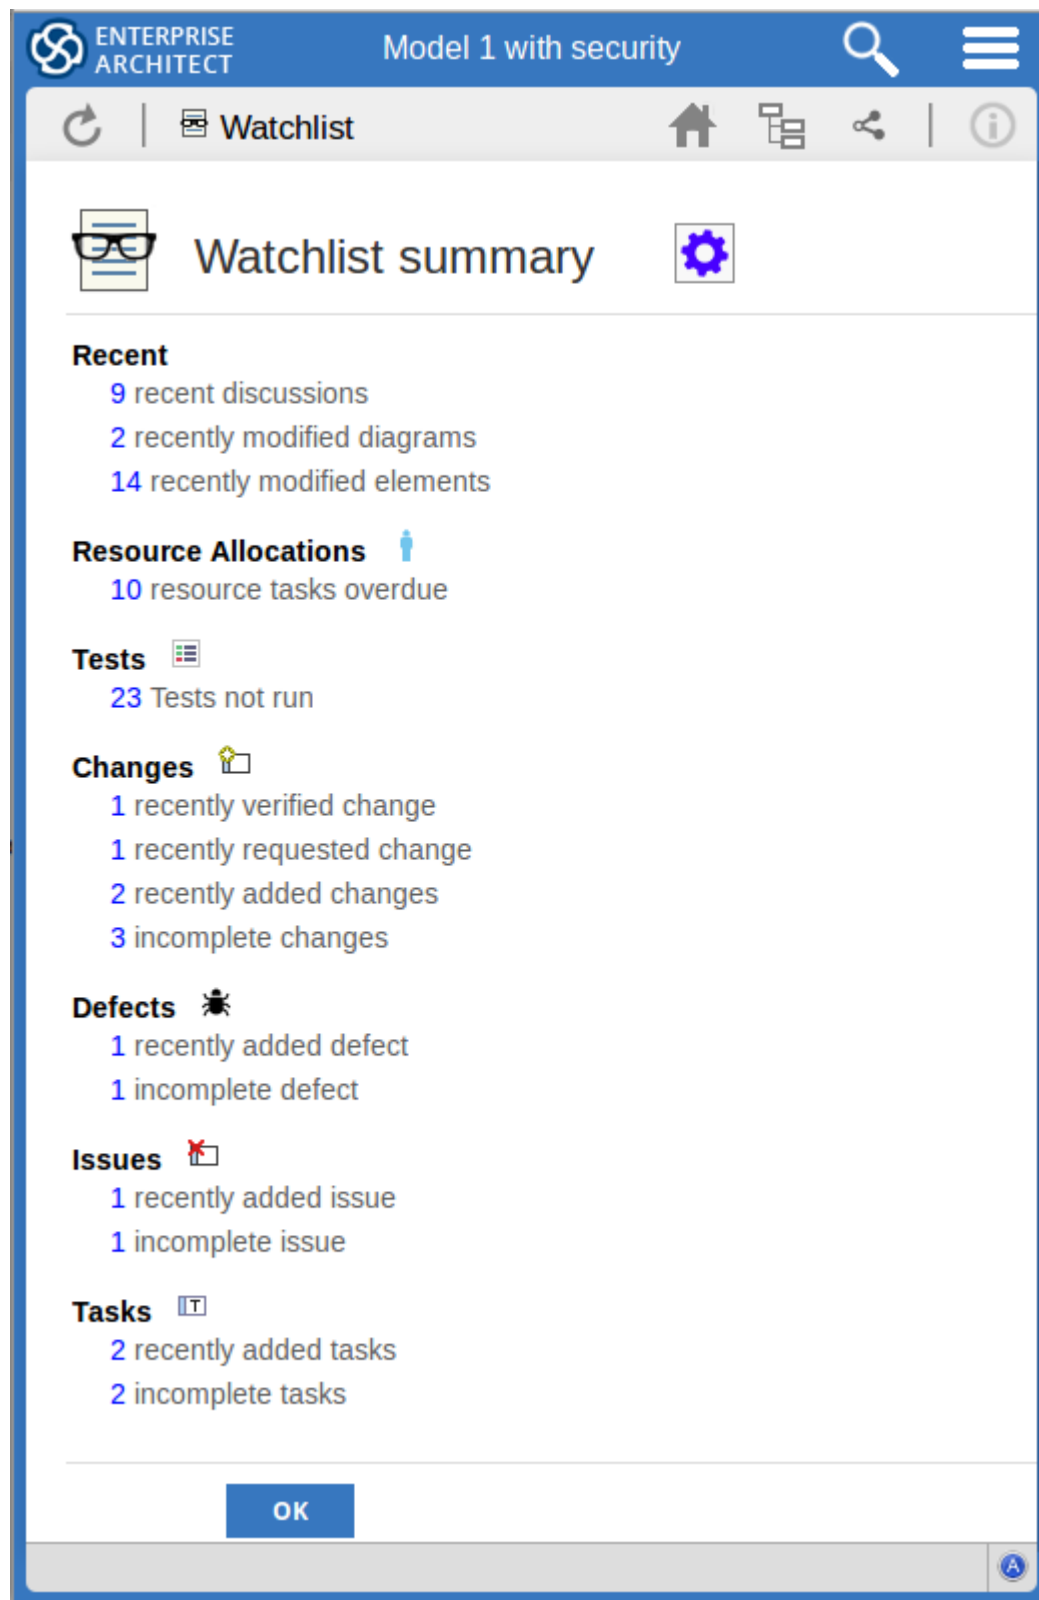 ENTERPRISE
ARCHITECT
Model 1 with security
Watchlist
Watchlist summary
Recent
9 recent discussions
2 recently modified diagrams
14 recently modified elements
Resource Allocations
10 resource tasks overdue
Tests
23 Tests not run
Changes
1 recently verified change
1 recently requested change
2 recently added changes
3 incomplete changes
Defects
1 recently added defect
1 incomplete defect
Issues
1 recently added issue
1 incomplete issue
Tasks
T
2 recently added tasks
2 incomplete tasks
OK
A